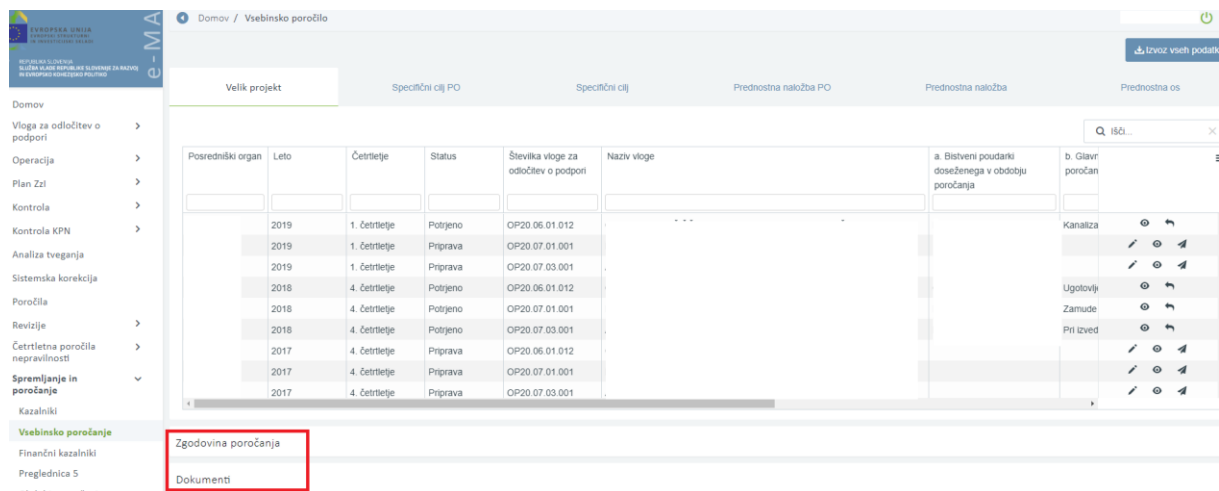 EVROPSKA UNIJA
REPUBLIKA SLOVENIJA
SLUŽBA VLADE REPUBLIKE SLOVENIJE ZA RAZVOJ
IN EVROPSKO KOHEZIJSKO POLITIKO
e-MA
Domov / Vsebinsko poročilo
Izvoz vseh podatk
Velik projekt
Specifični cilj PO
Specifični cilj
Prednostna naložba PO
Prednostna naložba
Prednostna os
Išči...
Domov
Vloga za odločitev o
podpori
Operacija
Plan ZzI
Kontrola
Kontrola KPN
Analiza tveganja
Sistemska korekcija
Poročila
Revizije
Četrtletna poročila
nepravilnosti
Spremljanje in
poročanje
Kazalniki
Vsebinsko poročanje
Finančni kazalniki
Preglednica 5
Posredniški organ Leto Četrtletje Status Številka vloge za Naziv vloge a. Bistveni poudarki b. Glavn
odločitev o podpori doseženega v obdobju poročan
poročanja
2019 1. četrtletje Potrjeno OP20.06.01.012 Kanaliza
2019 1. četrtletje Priprava OP20.07.01.001
2019 1. četrtletje Priprava OP20.07.03.001
2018 4. četrtletje Potrjeno OP20.06.01.012 Ugotovlje
2018 4. četrtletje Potrjeno OP20.07.01.001 Zamude
2018 4. četrtletje Potrjeno OP20.07.03.001 Pri izved
2017 4. četrtletje Priprava OP20.06.01.012
2017 4. četrtletje Priprava OP20.07.01.001
2017 4. četrtletje Priprava OP20.07.03.001
Zgodovina poročanja
Dokumenti